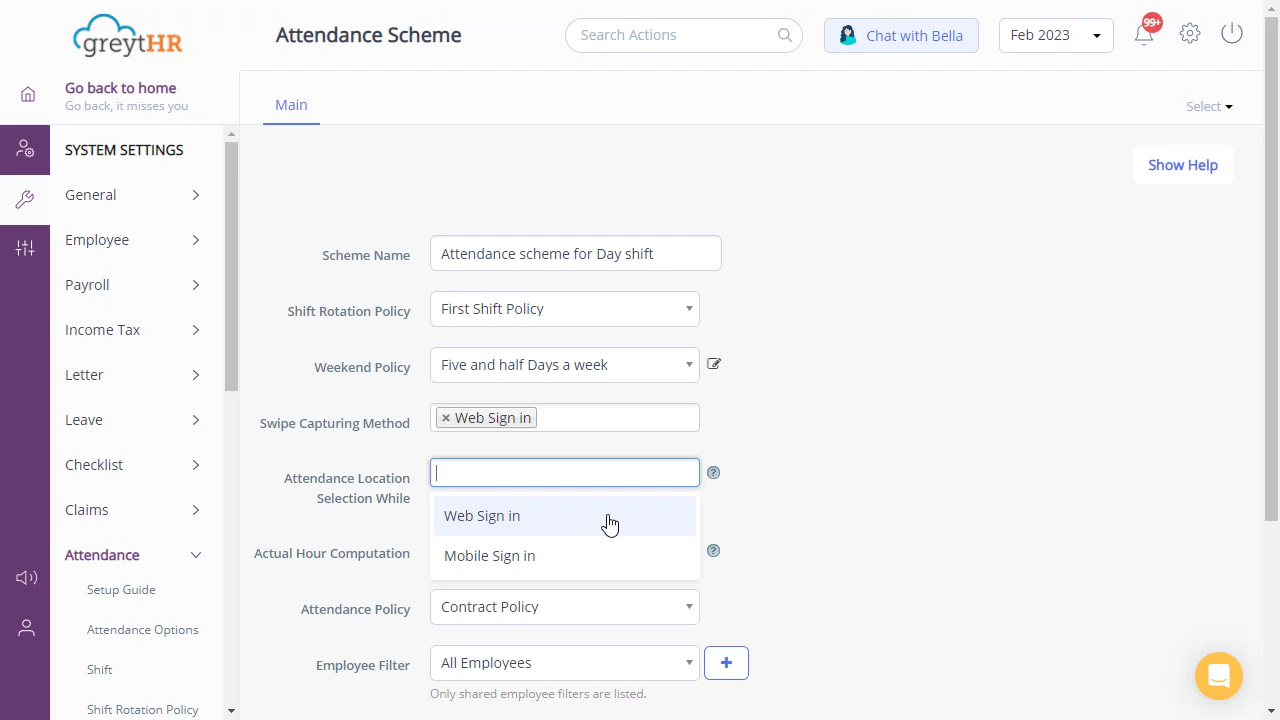 greytHR
Attendance Scheme
Search Actions
Chat with Bella
Feb 2023
99+
Go back to home
Go back, it misses you
Main
Select
SYSTEM SETTINGS
General
Employee
Payroll
Income Tax
Letter
Leave
Checklist
Claims
Attendance
Setup Guide
Attendance Options
Shift
Shift Rotation Policy
Show Help
Scheme Name
Attendance scheme for Day shift
Shift Rotation Policy
First Shift Policy
Weekend Policy
Five and half Days a week
Swipe Capturing Method
× Web Sign in
Attendance Location
Selection While
?
Web Sign in
Mobile Sign in
Actual Hour Computation
?
Attendance Policy
Contract Policy
Employee Filter
All Employees
+
Only shared employee filters are listed.